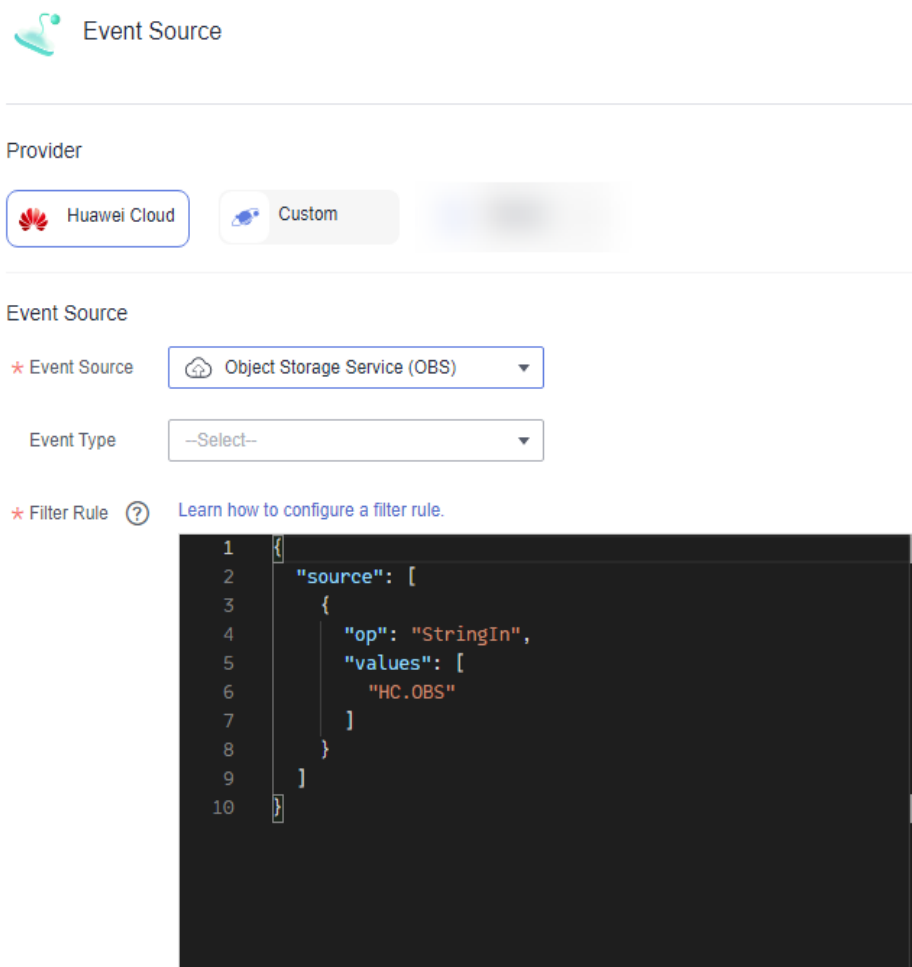 Event Source
Provider
Huawei Cloud
Custom
Event Source
* Event Source
Object Storage Service (OBS)
Event Type
--Select--
* Filter Rule ?
Learn how to configure a filter rule.
1 {
2 "source": [
3 {
4 "op": "StringIn",
5 "values": [
6 "HC.OBS"
7 ]
8 }
9 ]
10 }